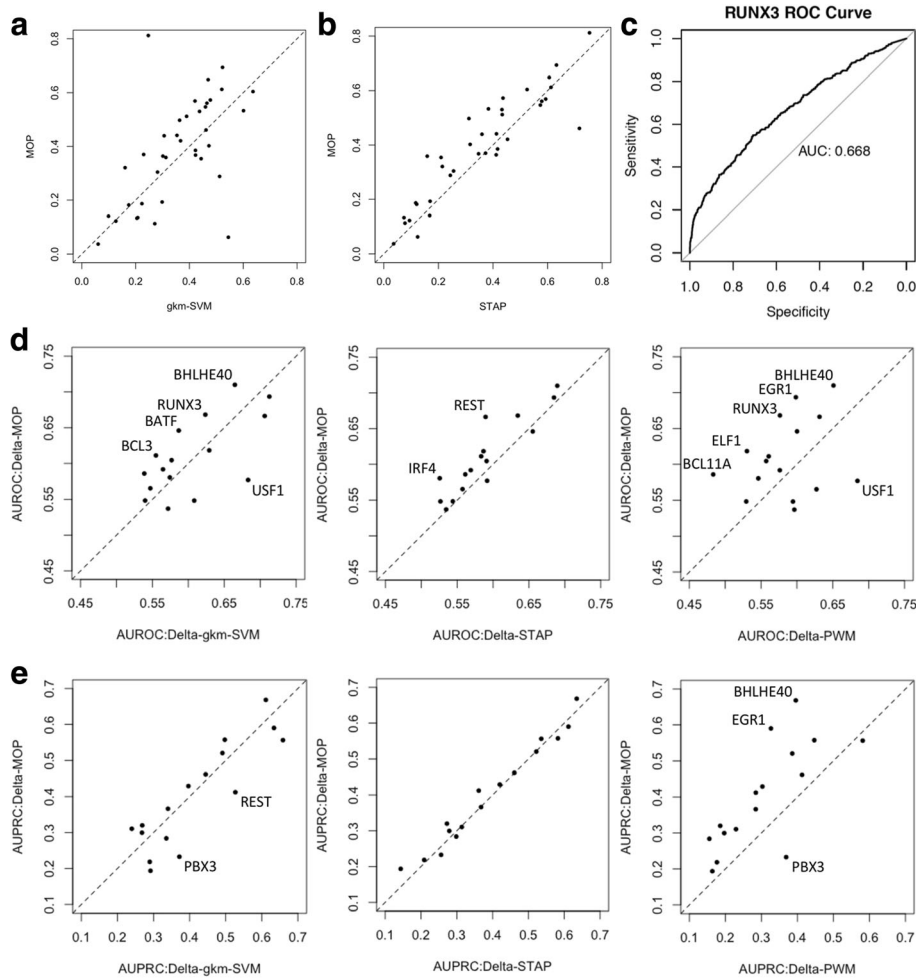 a
MOP
0.0 0.2 0.4 0.6 0.8
0.0 0.2 0.4 0.6 0.8
gkm-SVM
b
MOP
0.0 0.2 0.4 0.6 0.8
0.0 0.2 0.4 0.6 0.8
STAP
c
RUNX3 ROC Curve
Sensitivity
0.0 0.2 0.4 0.6 0.8 1.0
AUC: 0.668
1.0 0.8 0.6 0.4 0.2 0.0
Specificity
d
AUROC:Delta-MOP
0.45 0.55 0.65 0.75
BHLHE40
RUNX3
BATF
BCL3
USF1
0.45 0.55 0.65 0.75
AUROC:Delta-gkm-SVM
AUROC:Delta-MOP
0.45 0.55 0.65 0.75
REST
IRF4
0.45 0.55 0.65 0.75
AUROC:Delta-STAP
AUROC:Delta-MOP
0.45 0.55 0.65 0.75
BHLHE40
EGR1
RUNX3
ELF1
BCL11A
USF1
0.45 0.55 0.65 0.75
AUROC:Delta-PWM
e
AUPRC:Delta-MOP
0.1 0.2 0.3 0.4 0.5 0.6 0.7
REST
PBX3
0.1 0.2 0.3 0.4 0.5 0.6 0.7
AUPRC:Delta-gkm-SVM
AUPRC:Delta-MOP
0.1 0.2 0.3 0.4 0.5 0.6 0.7
0.1 0.2 0.3 0.4 0.5 0.6 0.7
AUPRC:Delta-STAP
AUPRC:Delta-MOP
0.1 0.2 0.3 0.4 0.5 0.6 0.7
BHLHE40
EGR1
PBX3
0.1 0.2 0.3 0.4 0.5 0.6 0.7
AUPRC:Delta-PWM